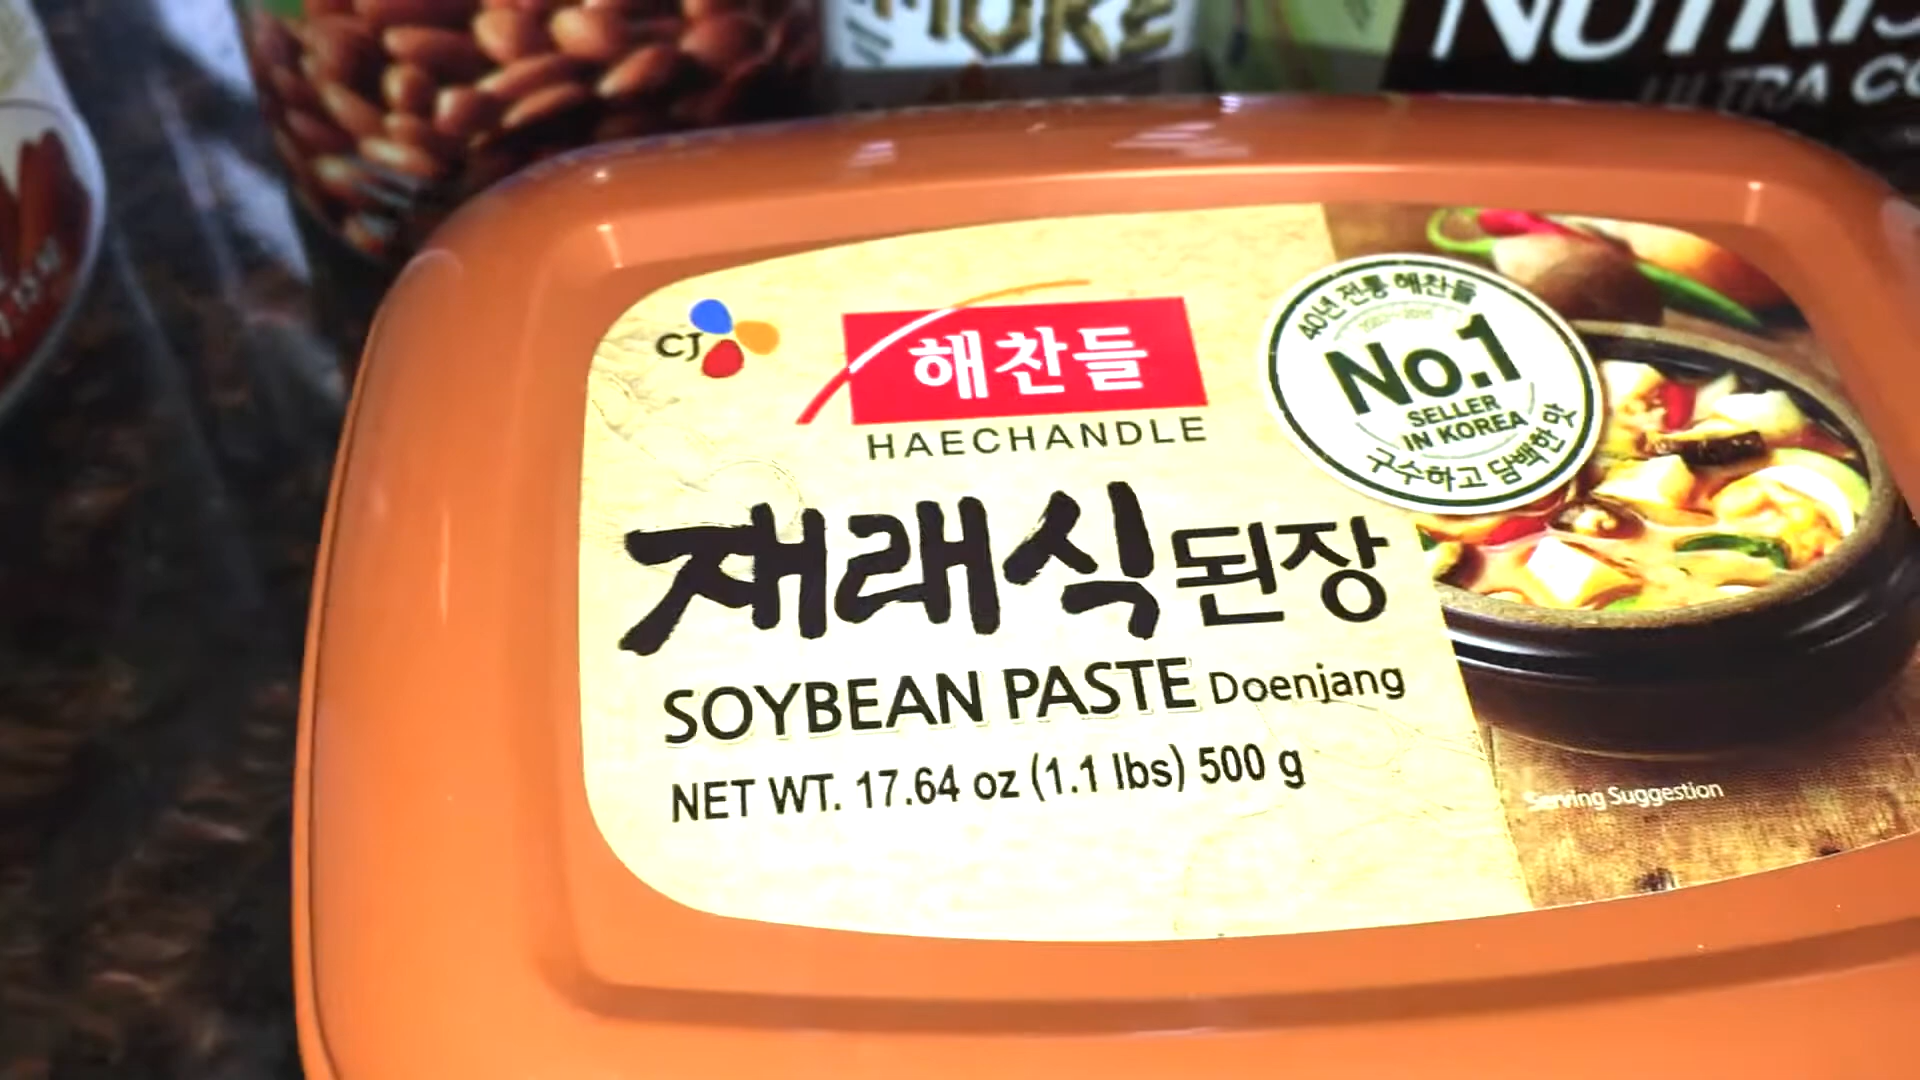 MORE
ULTRA
CJ
해찬들
HAECHANDLE
40년 전통 해찬들
No.1
SELLER
IN KOREA
구수하고 담백한 맛
재래식된장
SOYBEAN PASTE Doenjang
NET WT. 17.64 oz (1.1 lbs) 500 g
Serving Suggestion